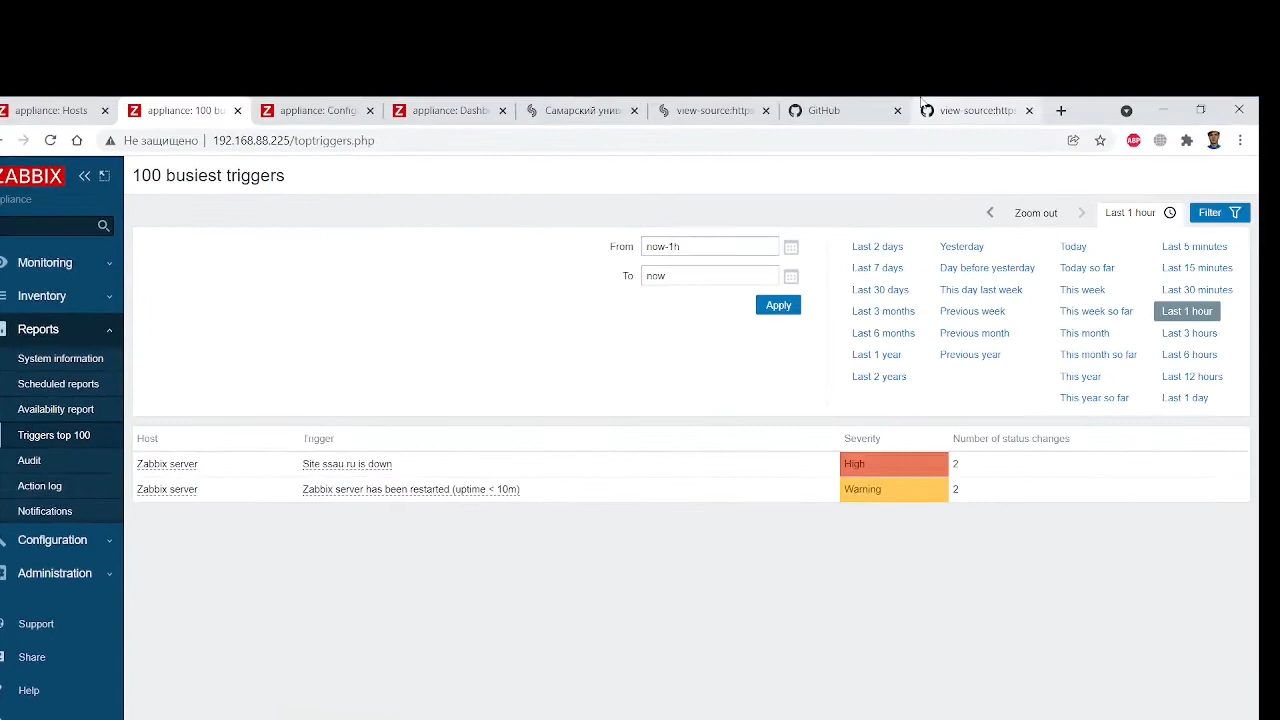 appliance: Hosts
appliance: 100 bu
appliance: Config
appliance: Dashb
Самарский унив
view-source:https
GitHub
view-source:https
Не защищено
192.168.88.225/toptriggers.php
ABP
ZABBIX
pliance
100 busiest triggers
Zoom out
Last 1 hour
Filter
From
now-1h
To
now
Apply
Last 2 days
Yesterday
Today
Last 5 minutes
Last 7 days
Day before yesterday
Today so far
Last 15 minutes
Last 30 days
This day last week
This week
Last 30 minutes
Last 3 months
Previous week
This week so far
Last 1 hour
Last 6 months
Previous month
This month
Last 3 hours
Last 1 year
Previous year
This month so far
Last 6 hours
Last 2 years
This year
Last 12 hours
This year so far
Last 1 day
Monitoring
Inventory
Reports
System information
Scheduled reports
Availability report
Triggers top 100
Audit
Action log
Notifications
Configuration
Administration
Support
Share
Help
Host
Trigger
Severity
Number of status changes
Zabbix server
Site ssau.ru is down
High
2
Zabbix server
Zabbix server has been restarted (uptime < 10m)
Warning
2